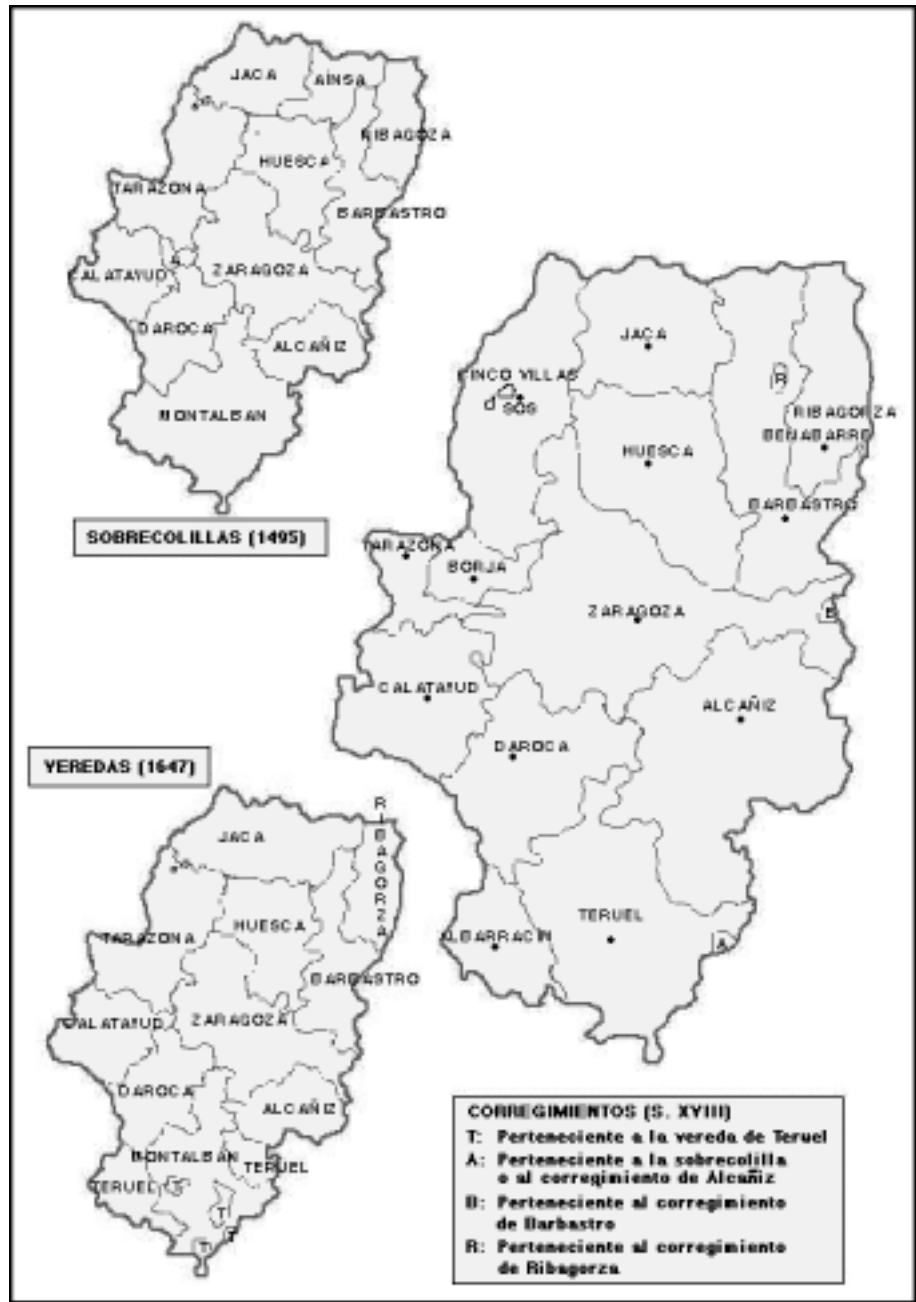 JACA
AÍNSA
RIBAGOZA
HUESCA
TARAZONA
BARBASTRO
CALATAYUD
A
ZARAGOZA
DAROCA
ALCAÑIZ
MONTALBAN
SOBRECOLILLAS (1495)
JACA
CINCO VILLAS
SOS
R
RIBAGORZA
BENABARRE
HUESCA
BARBASTRO
TARAZONA
BORJA
ZARAGOZA
B
CALATAYUD
ALCAÑIZ
DAROCA
TERUEL
ALBARRACIN
A
VEREDAS (1647)
RIBAGORZA
JACA
HUESCA
TARAZONA
BARBASTRO
CALATAYUD
ZARAGOZA
DAROCA
ALCAÑIZ
MONTALBAN
TERUEL
TERUEL
T
T
T
CORREGIMIENTOS (S. XVIII)
T: Perteneciente a la vereda de Teruel
A: Perteneciente a la sobrecolilla
o al corregimiento de Alcañiz
B: Perteneciente al corregimiento
de Barbastro
R: Perteneciente al corregimiento
de Ribagorza